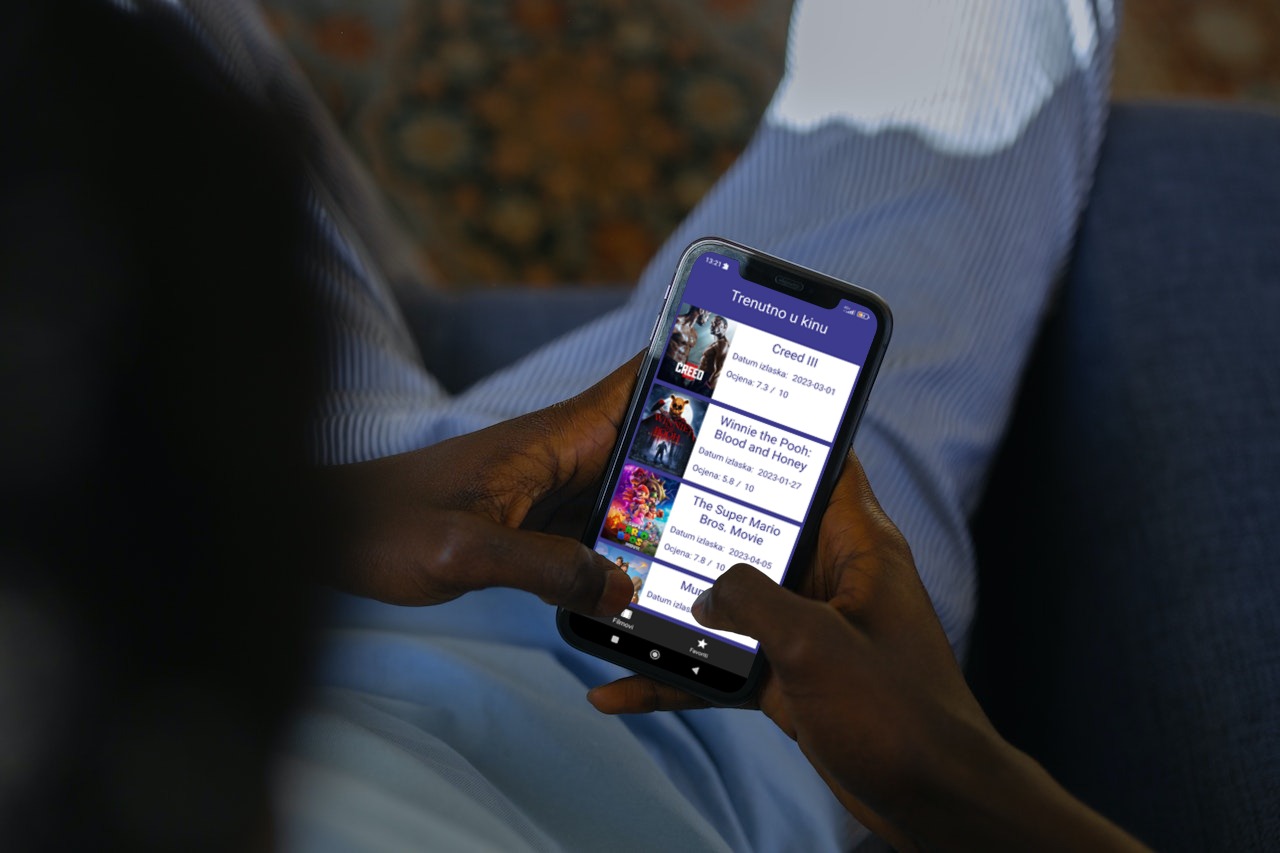 13:21
Trenutno u kinu
CREED
Creed III
Datum izlaska: 2023-03-01
Ocjena: 7.3 / 10
Winnie the Pooh:
Blood and Honey
Datum izlaska: 2023-01-27
Ocjena: 5.8 / 10
The Super Mario
Bros. Movie
Datum izlaska: 2023-04-05
Ocjena: 7.8 / 10
Datum
Filmovi
Favoriti